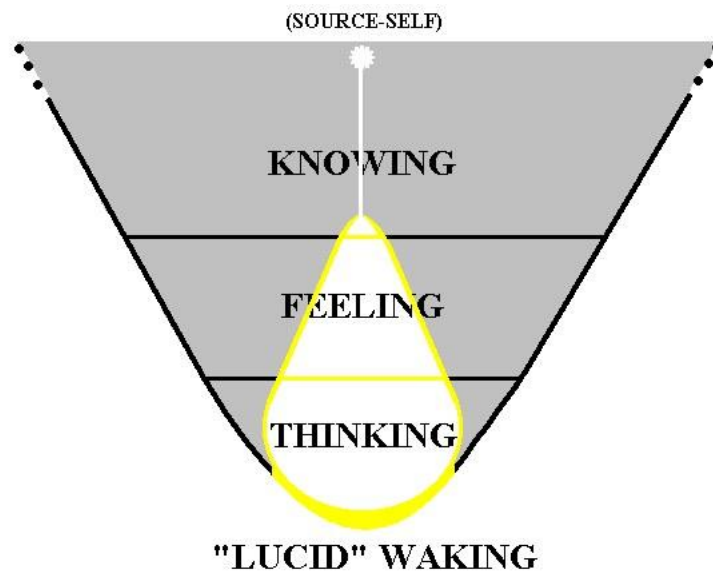 (SOURCE-SELF)
KNOWING
FEELING
THINKING
"LUCID" WAKING